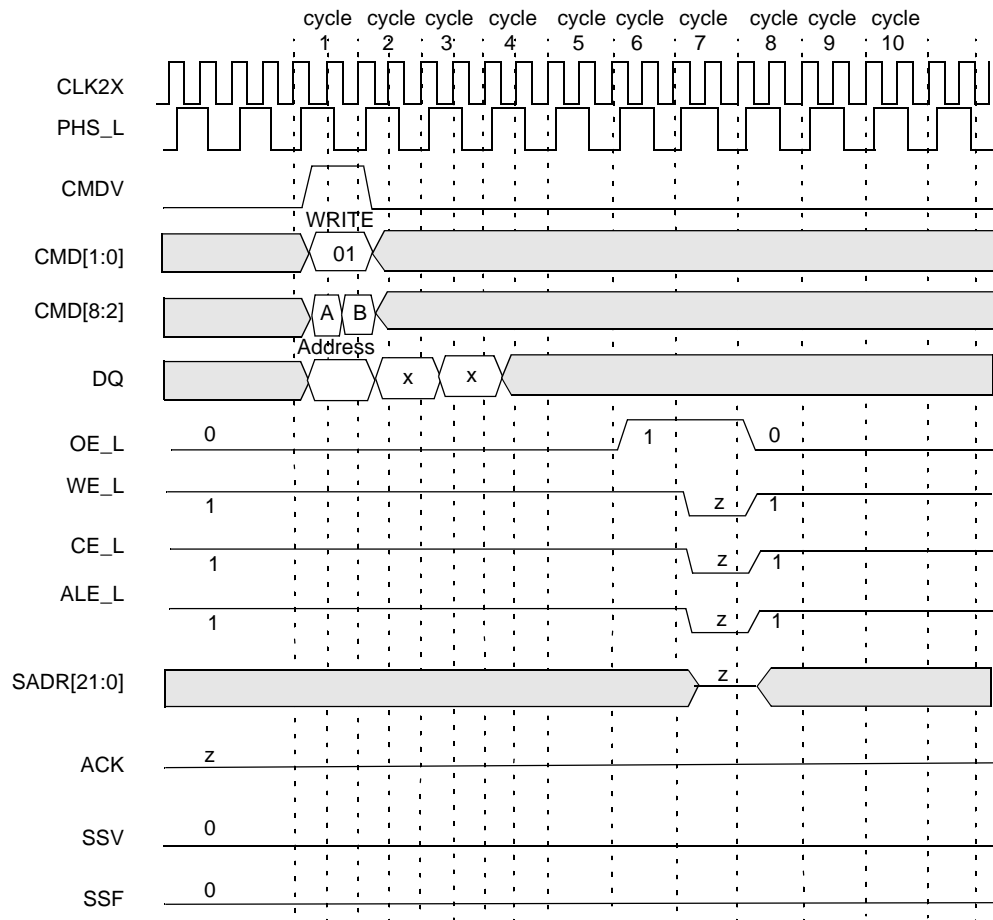 cycle cycle cycle cycle cycle cycle cycle cycle cycle cycle
1 2 3 4 5 6 7 8 9 10
CLK2X
PHS_L
CMDV
WRITE
CMD[1:0] 01
CMD[8:2] A B
Address
DQ x x
OE_L 0 1 0
WE_L 1 z 1
CE_L 1 z 1
ALE_L 1 z 1
SADR[21:0] z
ACK z
SSV 0
SSF 0